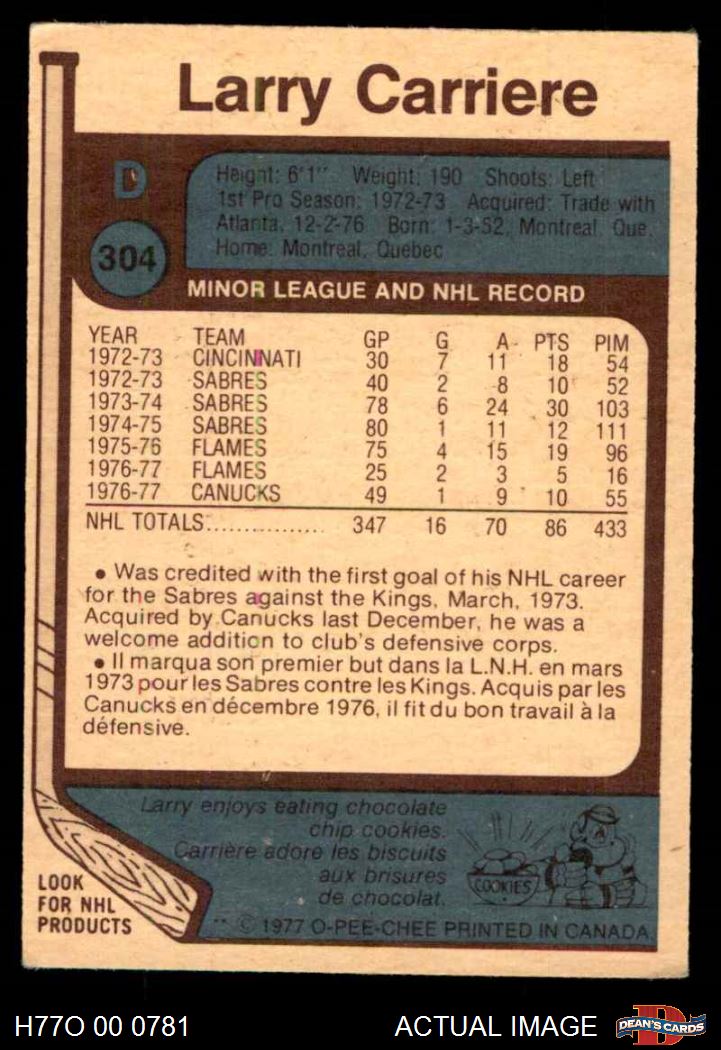 Larry Carriere
D
304
Height: 6'1" Weight: 190 Shoots: Left
1st Pro Season: 1972-73 Acquired: Trade with
Atlanta, 12-2-76 Born: 1-3-52, Montreal, Que.
Home: Montreal, Quebec
MINOR LEAGUE AND NHL RECORD
YEAR TEAM GP G A PTS PIM
1972-73 CINCINNATI 30 7 11 18 54
1972-73 SABRES 40 2 8 10 52
1973-74 SABRES 78 6 24 30 103
1974-75 SABRES 80 1 11 12 111
1975-76 FLAMES 75 4 15 19 96
1976-77 FLAMES 25 2 3 5 16
1976-77 CANUCKS 49 1 9 10 55
NHL TOTALS:................ 347 16 70 86 433
• Was credited with the first goal of his NHL career
for the Sabres against the Kings, March, 1973.
Acquired by Canucks last December, he was a
welcome addition to club's defensive corps.
• Il marqua son premier but dans la L.N.H. en mars
1973 pour les Sabres contre les Kings. Acquis par les
Canucks en décembre 1976, il fit du bon travail à la
défensive.
Larry enjoys eating chocolate
chip cookies.
Carrière adore les biscuits
aux brisures
de chocolat.
COOKIES
LOOK
FOR NHL
PRODUCTS
** © 1977 O-PEE-CHEE PRINTED IN CANADA
H77O 00 0781 ACTUAL IMAGE
D
DEAN'S CARDS